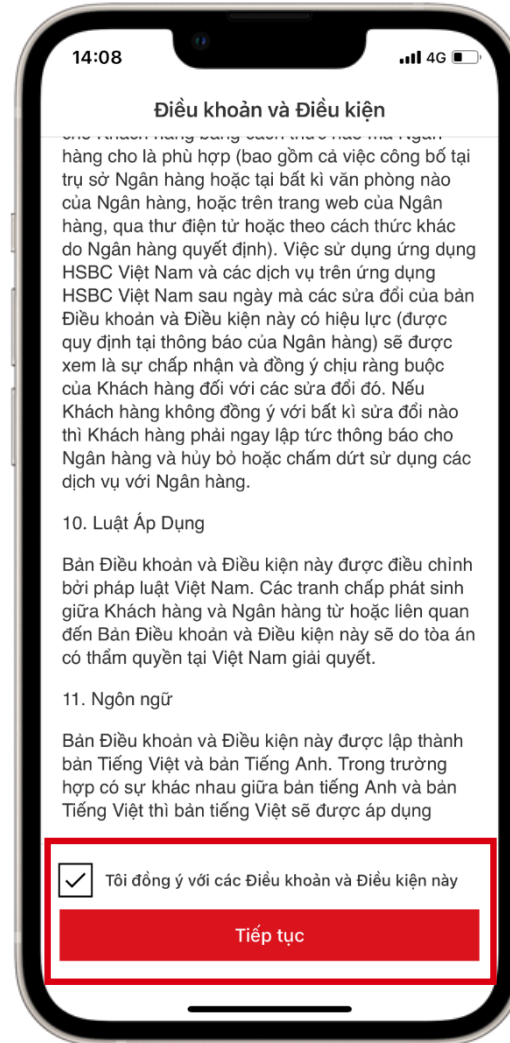 14:08
4G
Điều khoản và Điều kiện
cho Khách hàng bằng cách thức nào mà Ngân
hàng cho là phù hợp (bao gồm cả việc công bố tại
trụ sở Ngân hàng hoặc tại bất kì văn phòng nào
của Ngân hàng, hoặc trên trang web của Ngân
hàng, qua thư điện tử hoặc theo cách thức khác
do Ngân hàng quyết định). Việc sử dụng ứng dụng
HSBC Việt Nam và các dịch vụ trên ứng dụng
HSBC Việt Nam sau ngày mà các sửa đổi của bản
Điều khoản và Điều kiện này có hiệu lực (được
quy định tại thông báo của Ngân hàng) sẽ được
xem là sự chấp nhận và đồng ý chịu ràng buộc
của Khách hàng đối với các sửa đổi đó. Nếu
Khách hàng không đồng ý với bất kì sửa đổi nào
thì Khách hàng phải ngay lập tức thông báo cho
Ngân hàng và hủy bỏ hoặc chấm dứt sử dụng các
dịch vụ với Ngân hàng.
10. Luật Áp Dụng
Bản Điều khoản và Điều kiện này được điều chỉnh
bởi pháp luật Việt Nam. Các tranh chấp phát sinh
giữa Khách hàng và Ngân hàng từ hoặc liên quan
đến Bản Điều khoản và Điều kiện này sẽ do tòa án
có thẩm quyền tại Việt Nam giải quyết.
11. Ngôn ngữ
Bản Điều khoản và Điều kiện này được lập thành
bản Tiếng Việt và bản Tiếng Anh. Trong trường
hợp có sự khác nhau giữa bản tiếng Anh và bản
Tiếng Việt thì bản tiếng Việt sẽ được áp dụng
Tôi đồng ý với các Điều khoản và Điều kiện này
Tiếp tục